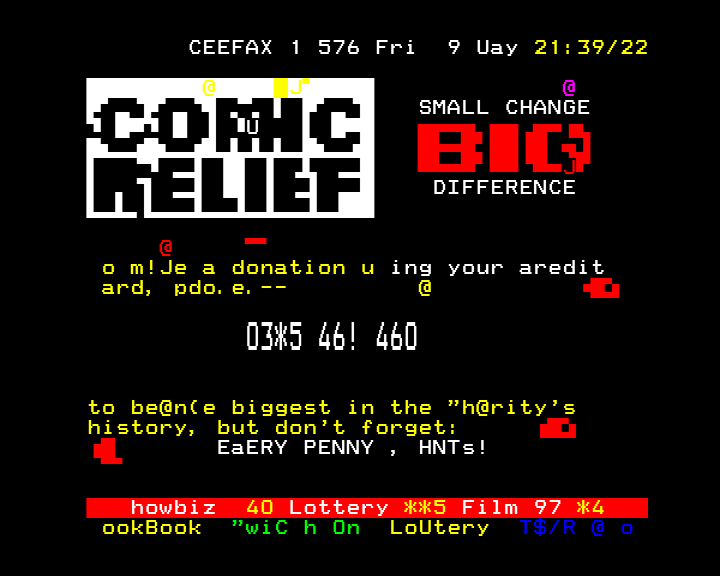 CEEFAX 1 576 Fri 9 Uay 21:39/22
@ J @
SMALL CHANGE
COMIC
U
BIG
J
RELIEF
DIFFERENCE
@
o m!Je a donation u ing your aredit
ard, pdo.e.-- @
03*5 46! 460
to be@n(e biggest in the "h@rity's
history, but don't forget:
EaERY PENNY , HNTs!
howbiz 40 Lottery **5 Film 97 *4
ookBook "wiC h On LoUtery T$/R @ o